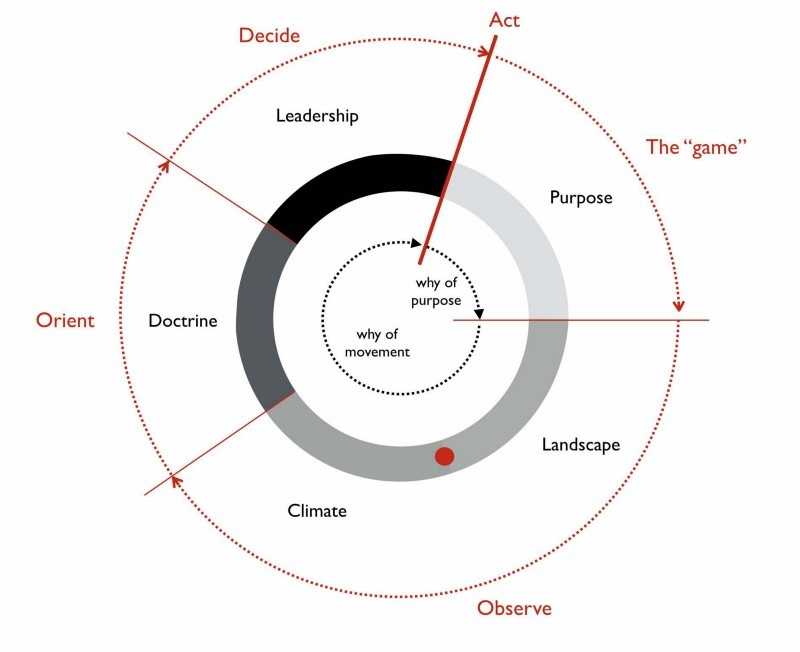 Act
Decide
Leadership
The “game”
Purpose
why of
purpose
Orient
Doctrine
why of
movement
Landscape
Climate
Observe